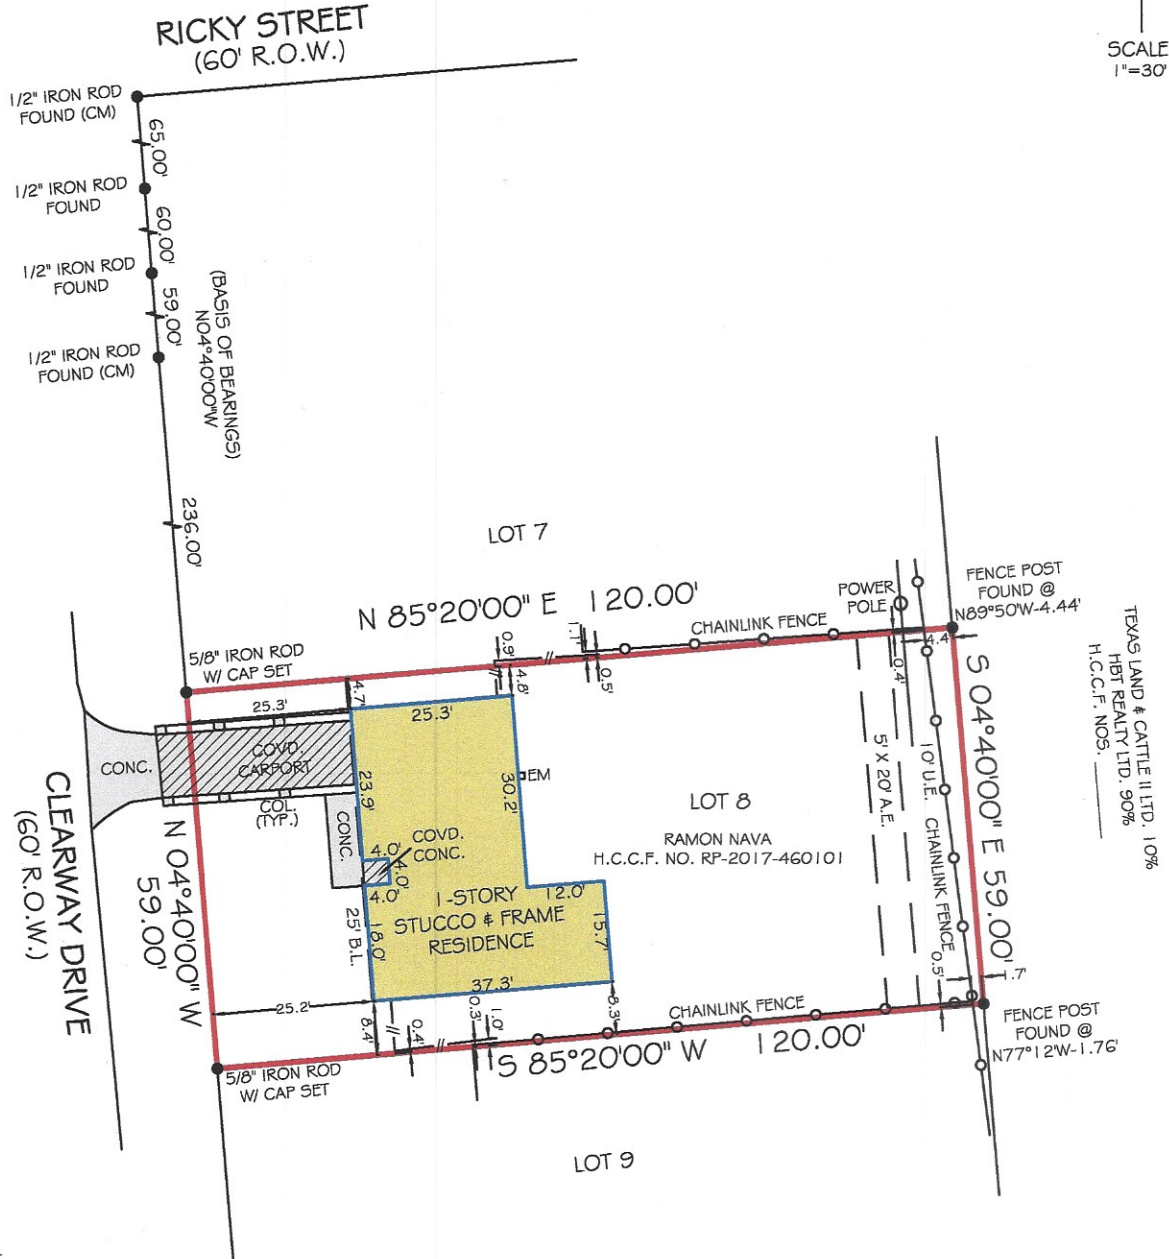 RICKY STREET
(60' R.O.W.)
SCALE
1"=30'
1/2" IRON ROD
FOUND (CM)
65.00'
1/2" IRON ROD
FOUND
60.00'
1/2" IRON ROD
FOUND
59.00'
1/2" IRON ROD
FOUND (CM)
(BASIS OF BEARINGS)
N04°40'00"W
236.00'
LOT 7
N 85°20'00" E 120.00'
CHAINLINK FENCE
POWER
POLE
FENCE POST
FOUND @
N89°50'W-4.44'
4.4'
0.9'
1.1'
0.5'
4.8'
0.4'
5/8" IRON ROD
W/ CAP SET
4.7'
25.3'
25.3'
TEXAS LAND & CATTLE II LTD. 10%
HBT REALTY LTD. 90%
H.C.C.F. NOS.
S 04°40'00" E 59.00'
CONC.
COVD.
CARPORT
COL.
(TYP.)
23.9'
30.2'
EM
5' X 20' A.E.
10' U.E.
CHAINLINK FENCE
LOT 8
RAMON NAVA
H.C.C.F. NO. RP-2017-460101
CONC.
4.0'
4.0'
4.0'
COVD.
CONC.
CLEARWAY DRIVE
(60' R.O.W.)
N 04°40'00" W
59.00'
25' B.L.
18.0'
1-STORY
STUCCO & FRAME
RESIDENCE
12.0'
15.7'
37.3'
25.2'
8.4'
0.4'
0.3'
1.0'
8.3'
CHAINLINK FENCE
0.5'
1.7'
S 85°20'00" W 120.00'
FENCE POST
FOUND @
N77°12'W-1.76'
5/8" IRON ROD
W/ CAP SET
LOT 9